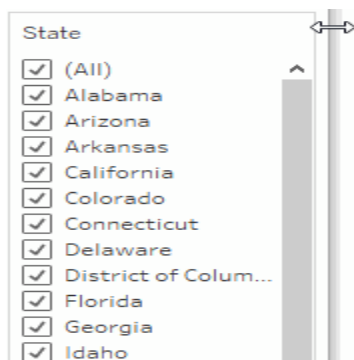 State
(All)
Alabama
Arizona
Arkansas
California
Colorado
Connecticut
Delaware
District of Colum...
Florida
Georgia
Idaho